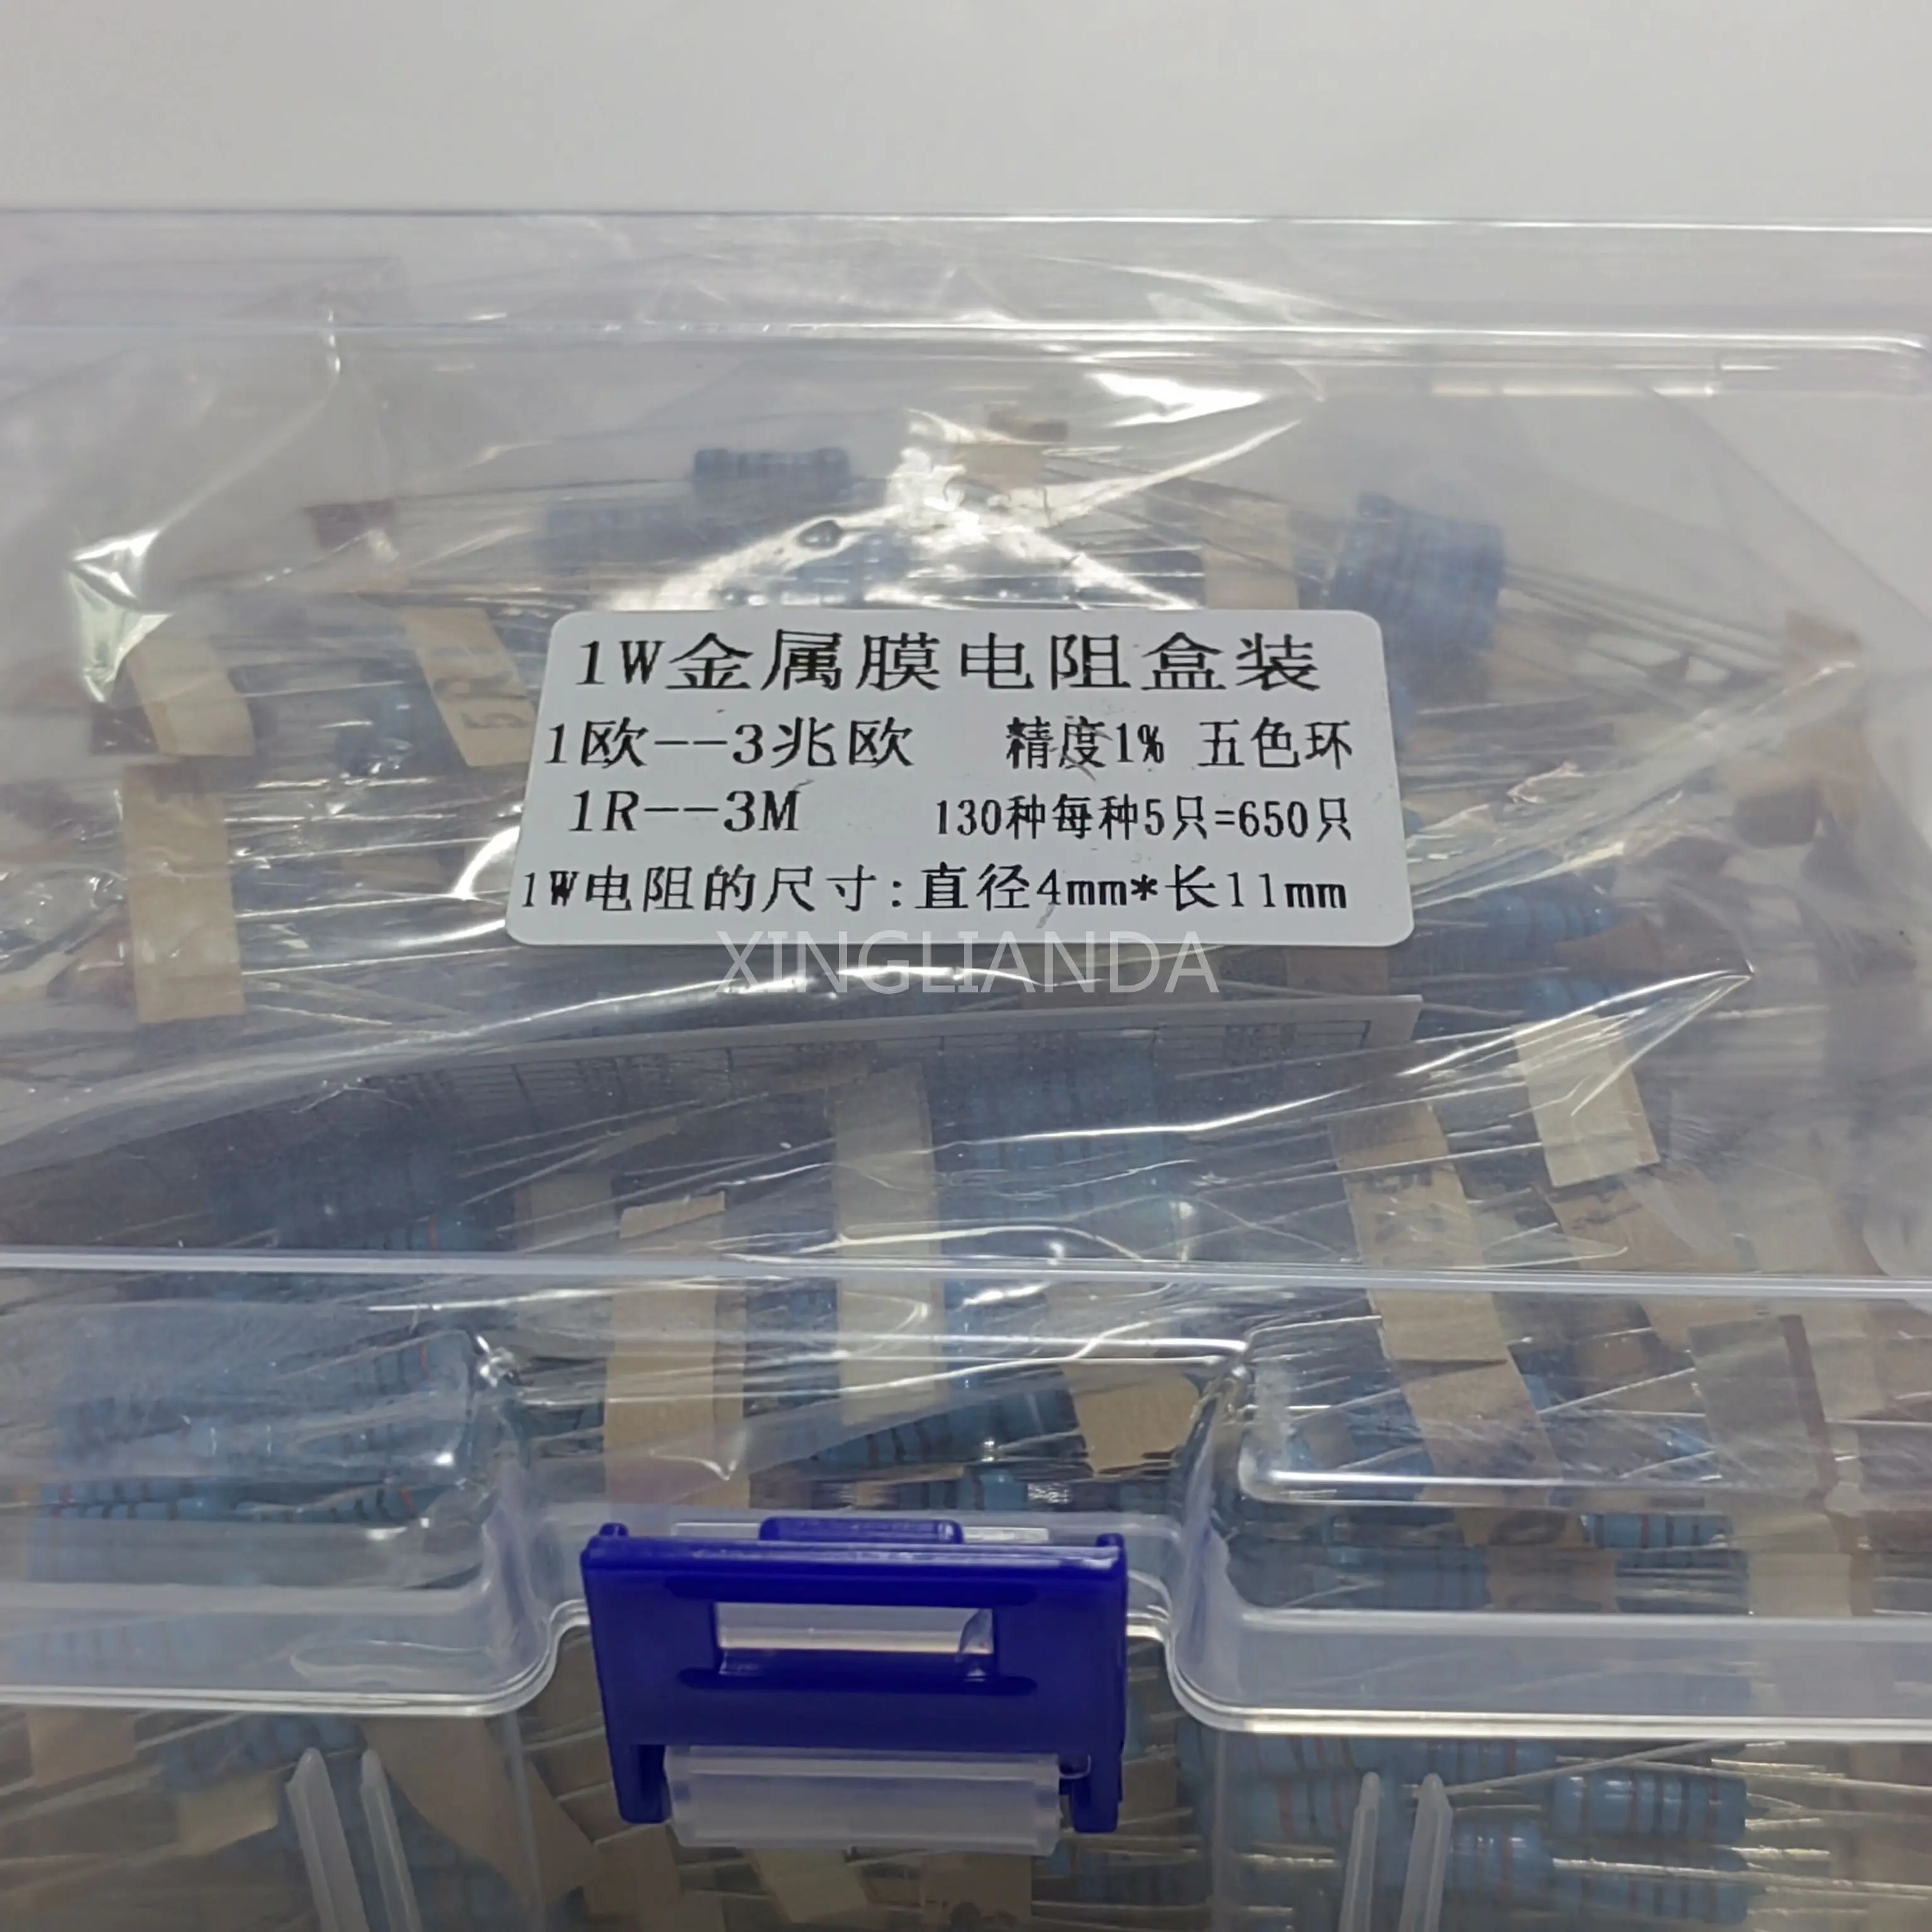 1W金属膜电阻盒装
1欧--3兆欧 精度1% 五色环
1R--3M 130种每种5只=650只
1W电阻的尺寸:直径4mm*长11mm
XINGLIANDA